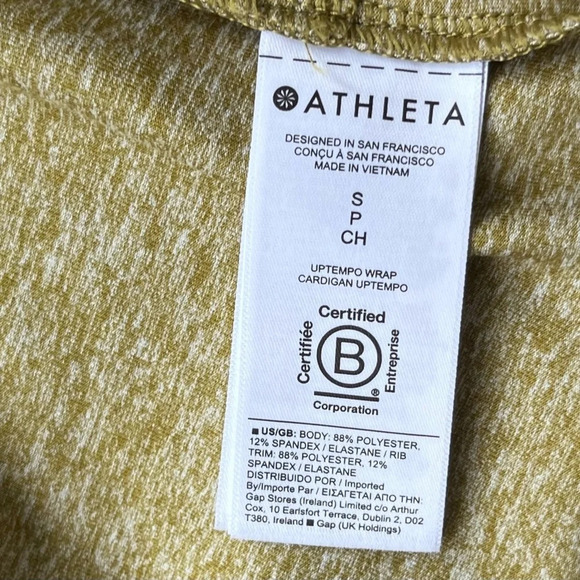 ATHLETA
DESIGNED IN SAN FRANCISCO
CONÇU À SAN FRANCISCO
MADE IN VIETNAM
S
P
CH
UPTEMPO WRAP
CARDIGAN UPTEMPO
Certified
Certifiée
B
Entreprise
®
Corporation
■ US/GB: BODY: 88% POLYESTER,
12% SPANDEX / ELASTANE / RIB
TRIM: 88% POLYESTER, 12%
SPANDEX / ELASTANE
DISTRIBUIDO POR / Imported
By/Importe Par / ΕΙΣΑΓΕΤΑΙ ΑΠΟ ΤΗΝ:
Gap Stores (Ireland) Limited c/o Arthur
Cox, 10 Earlsfort Terrace, Dublin 2, D02
T380, Ireland ■ Gap (UK Holdings)